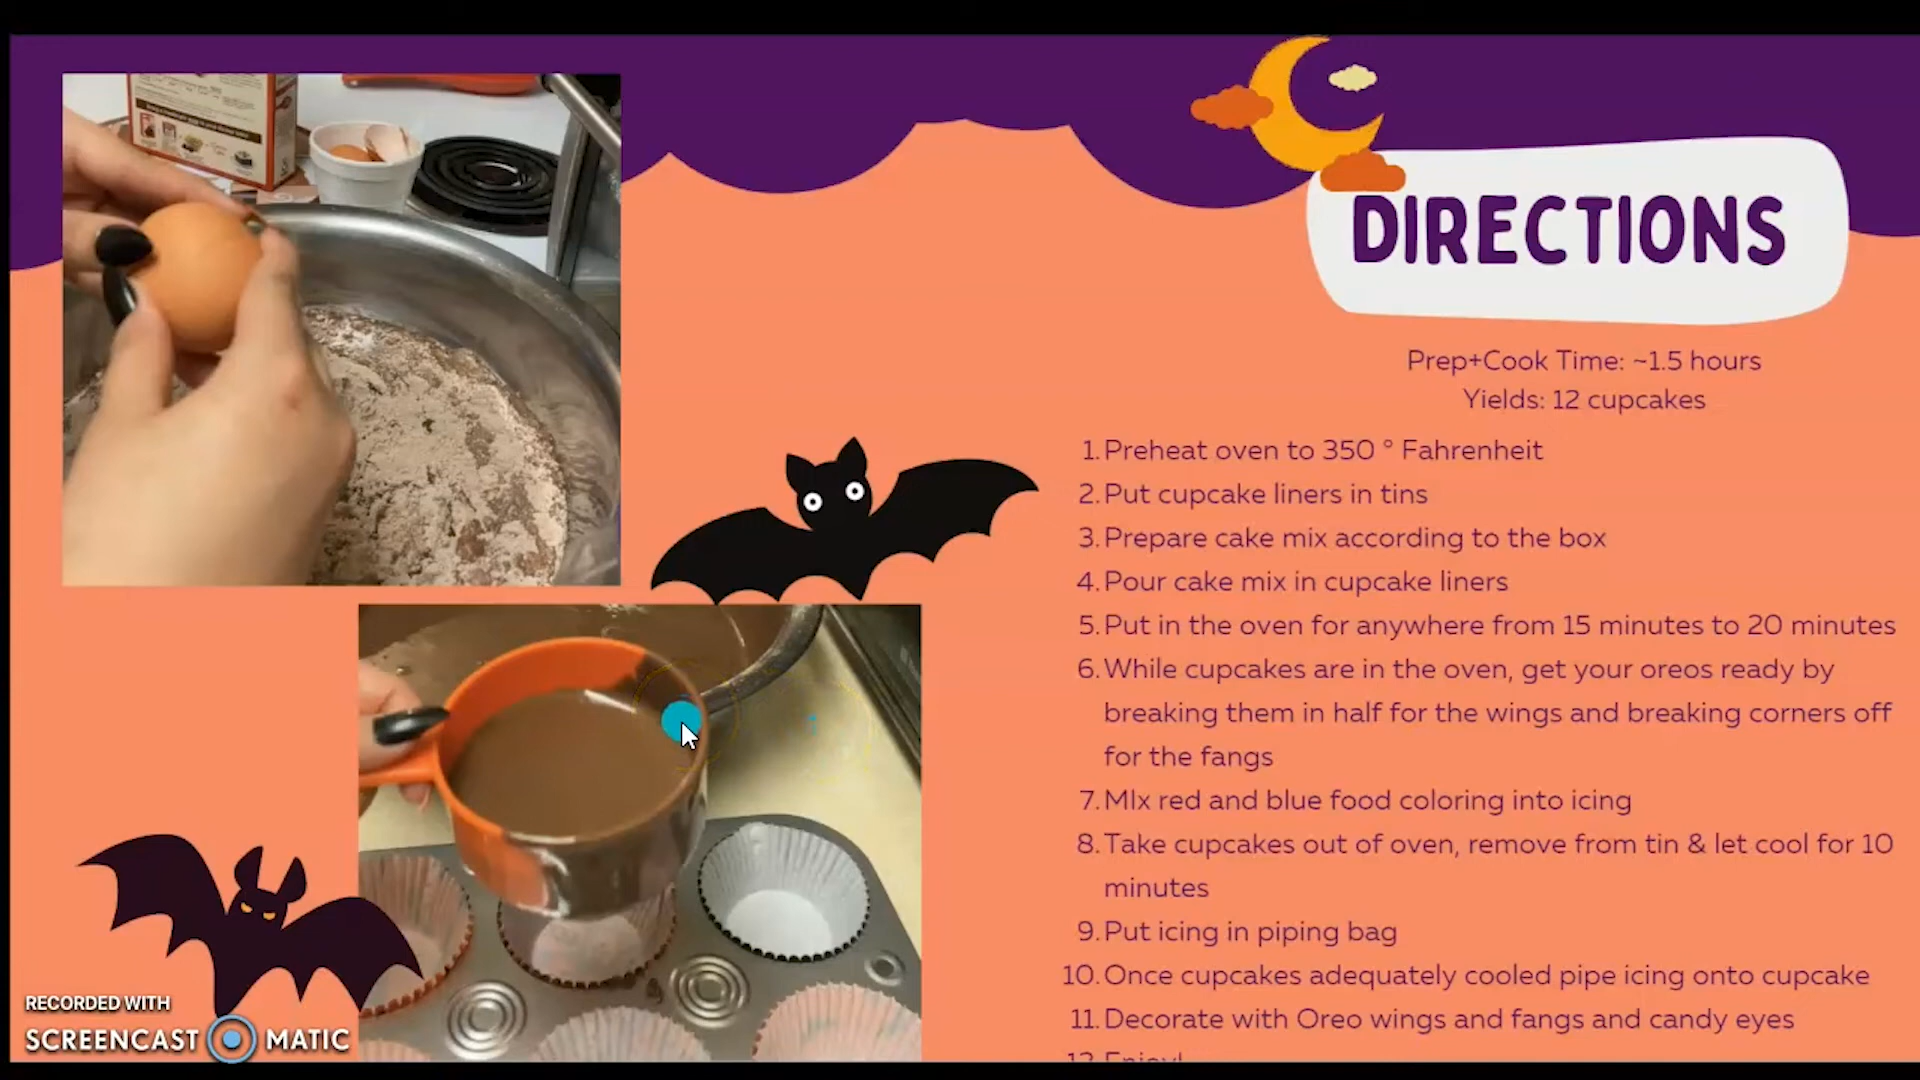 DIRECTIONS
Prep+Cook Time: ~1.5 hours
Yields: 12 cupcakes
1. Preheat oven to 350 ° Fahrenheit
2. Put cupcake liners in tins
3. Prepare cake mix according to the box
4. Pour cake mix in cupcake liners
5. Put in the oven for anywhere from 15 minutes to 20 minutes
6. While cupcakes are in the oven, get your oreos ready by
breaking them in half for the wings and breaking corners off
for the fangs
7. MIx red and blue food coloring into icing
8. Take cupcakes out of oven, remove from tin & let cool for 10
minutes
9. Put icing in piping bag
10. Once cupcakes adequately cooled pipe icing onto cupcake
11. Decorate with Oreo wings and fangs and candy eyes
12. Enjoy!
RECORDED WITH
SCREENCAST MATIC